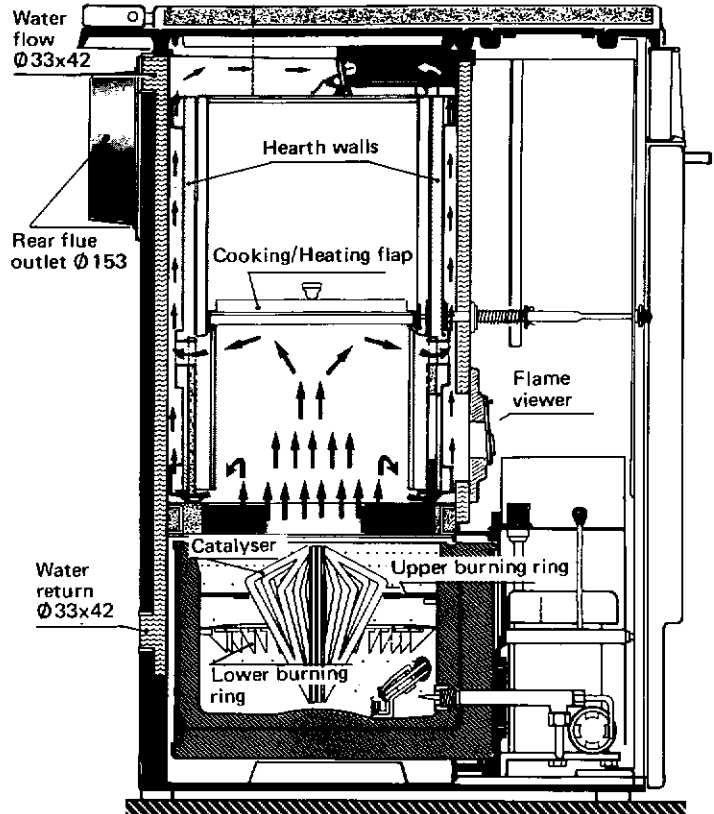 Water
flow
Ø33x42
Hearth walls
Rear flue
outlet Ø153
Cooking/Heating flap
Flame
viewer
Catalyser
Upper burning ring
Water
return
Ø33x42
Lower burning
ring